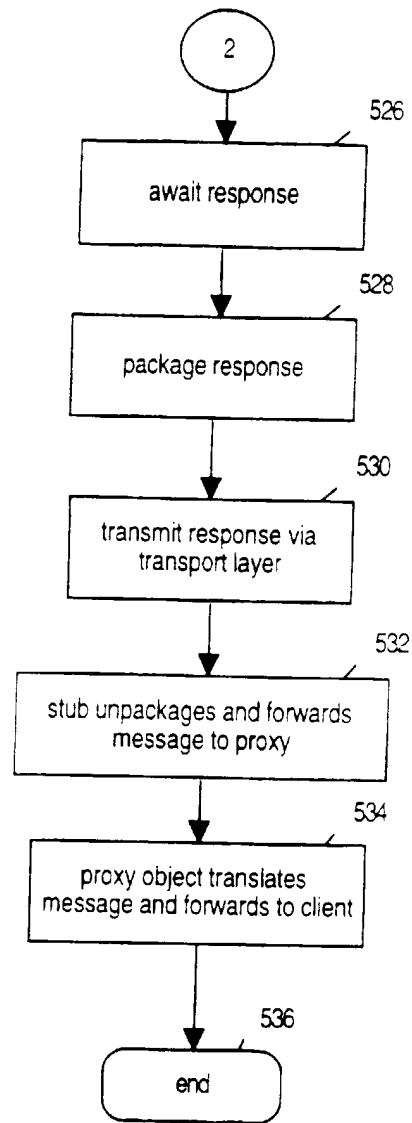 2
526
await response
528
package response
530
transmit response via
transport layer
532
stub unpackages and forwards
message to proxy
534
proxy object translates
message and forwards to client
536
end